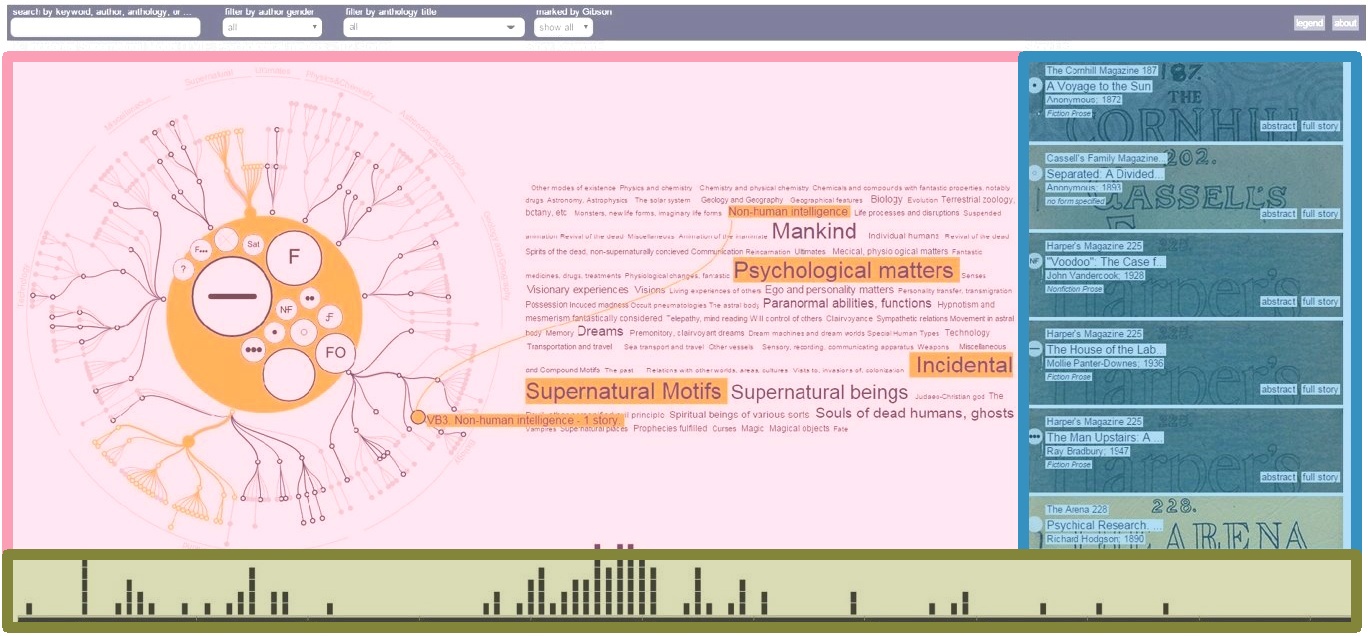 search by keyword, author, anthology, or ...
filter by author gender
filter by anthology title
marked by Gibson
all
all
show all
legend
about
Supernatural
Physics&Chemistry
F...
Sat
F
?
NF
FO
Other modes of existence Physics and chemistry Chemistry and physical chemistry Chemicals and compounds with fantastic properties, notably
drugs Astronomy, Astrophysics The solar system Geology and Geography Geographical features Biology Evolution Terrestrial zoology,
botany, etc Monsters, new life forms, imaginary life forms Non-human intelligence Life processes and disruptions Suspended
animation Revival of the dead Miscellaneous Animation of the inanimate Mankind Individual humans Revival of the dead
Spirits of the dead, non-supernaturally concieved Communication Reincarnation Ultimates Medical, physiological matters Fantastic
medicines, drugs, treatments Physiological changes, fantastic Psychological matters Senses
Visionary experiences Visions Living experiences of others Ego and personality matters Personality transfer, transmigration
Possession Incuced madness Occult pneumatologies The astral body Paranormal abilities, functions Hypnotism and
mesmerism fantastically considered Telepathy, mind reading Will control of others Clairvoyance Sympathetic relations Movement in astral
body Memory Dreams Premonitory, clairvoyant dreams Dream machines and dream worlds Special Human Types Technology
Transportation and travel Sea transport and travel Other vessels Sensory, recording, communicating apparatus Weapons Miscellaneous
and Compound Motifs The past Relations with other worlds, areas, cultures Visits to, invasions of, colonization Incidental
Supernatural Motifs Supernatural beings Judaeo-Christian god The
principle Spiritual beings of various sorts Souls of dead humans, ghosts
VB3 Non-human intelligence - 1 story
Vampires Supernatural places Prophecies fulfilled Curses Magic Magical objects Fate
The Cornhill Magazine 187
A Voyage to the Sun
Anonymous; 1872
Fiction Prose
abstract full story
187.
THE
CORNHILL
Cassell's Family Magazine...
Separated: A Divided...
Anonymous; 1893
no form specified
abstract full story
202.
CASSELL'S
Harper's Magazine 225
NF
"Voodoo": The Case f...
John Vandercook; 1928
Nonfiction Prose
abstract full story
Harper's
Harper's Magazine 225
The House of the Lab...
Mollie Panter-Downes; 1936
Fiction Prose
abstract full story
Harper's
Harper's Magazine 225
The Man Upstairs: A ...
Ray Bradbury; 1947
Fiction Prose
abstract full story
Harper's
The Arena 228
Psychical Research. ...
Richard Hodgson; 1890
228.
THE ARENA